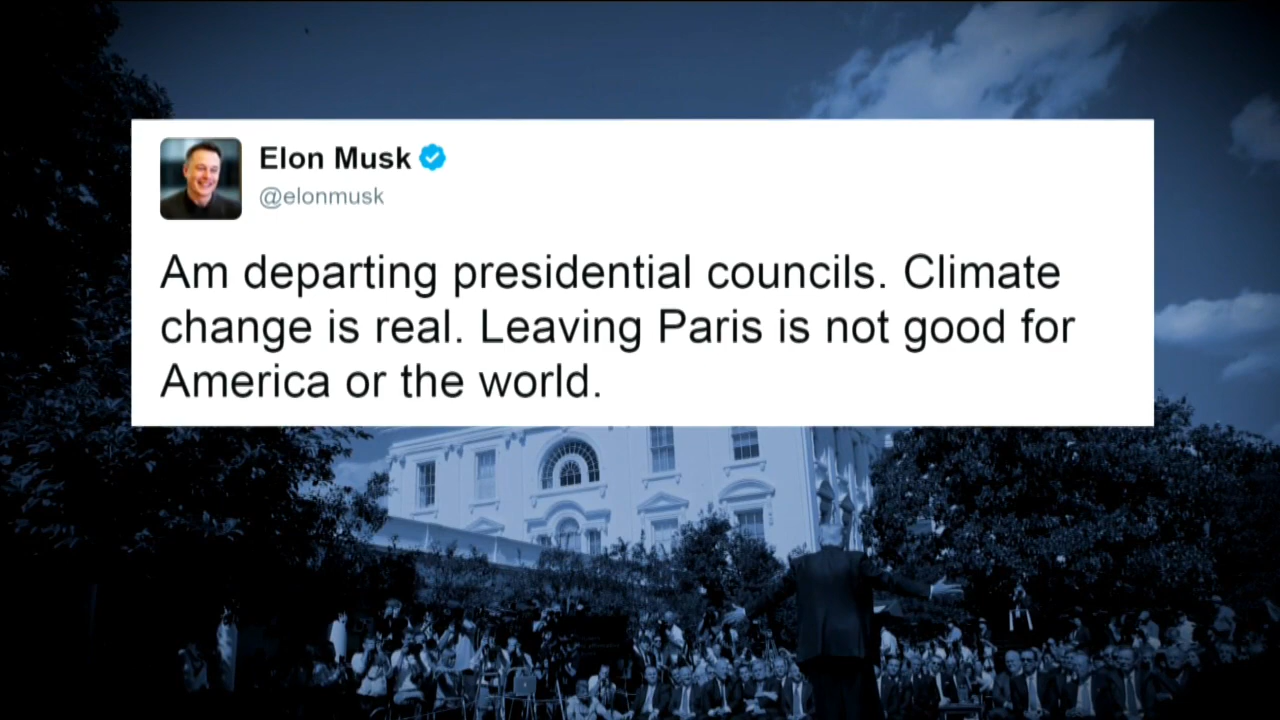 Elon Musk
@elonmusk
Am departing presidential councils. Climate
change is real. Leaving Paris is not good for
America or the world.